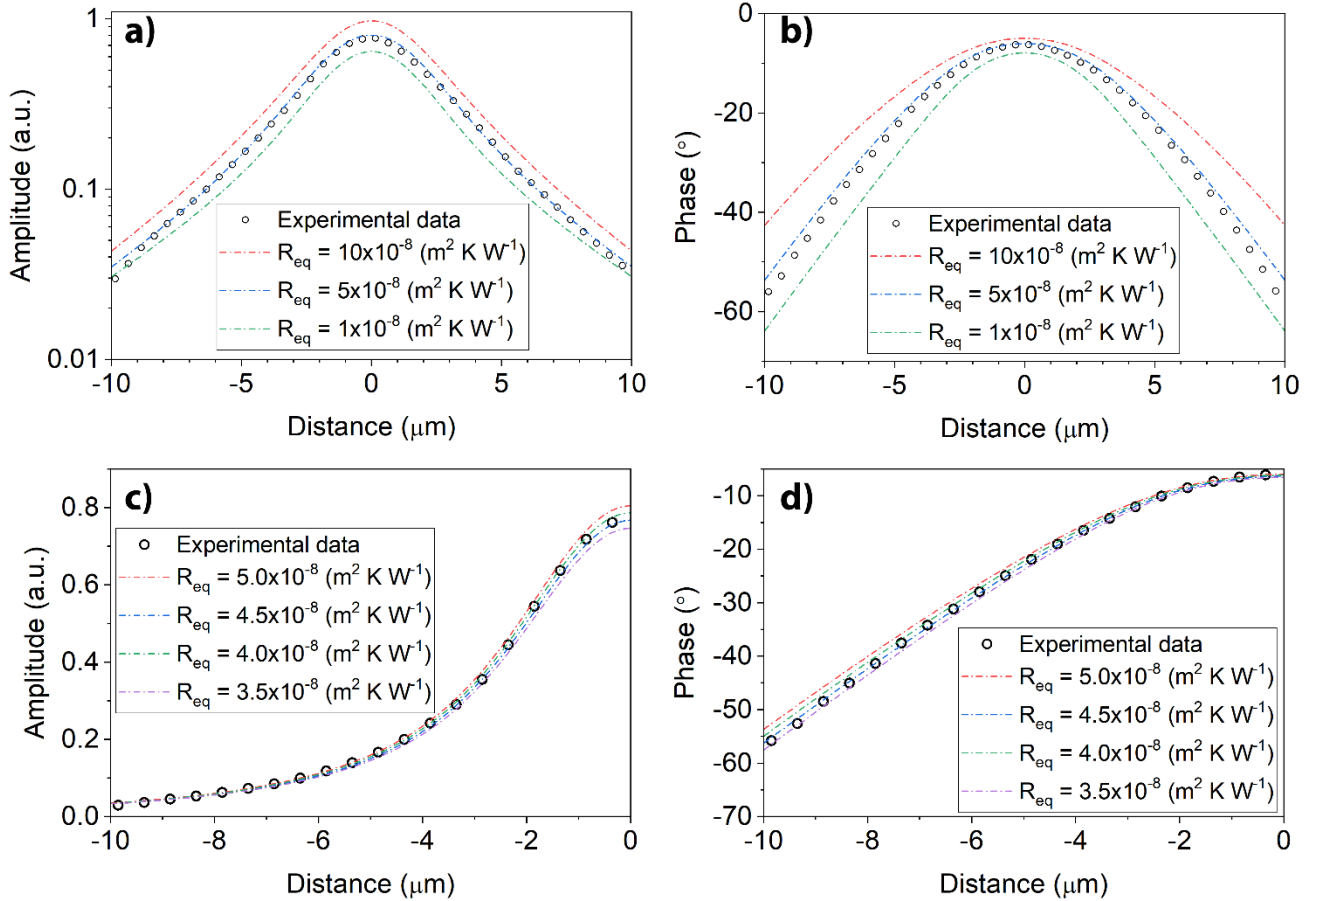 a)
1
0.1
0.01
Amplitude (a.u.)
Experimental data
R_eq = 10x10^-8 (m^2 K W^-1)
R_eq = 5x10^-8 (m^2 K W^-1)
R_eq = 1x10^-8 (m^2 K W^-1)
-10 -5 0 5 10
Distance (μm)
b)
0
-20
-40
-60
Phase (°)
Experimental data
R_eq = 10x10^-8 (m^2 K W^-1)
R_eq = 5x10^-8 (m^2 K W^-1)
R_eq = 1x10^-8 (m^2 K W^-1)
-10 -5 0 5 10
Distance (μm)
c)
0.8
0.6
0.4
0.2
0.0
Amplitude (a.u.)
Experimental data
R_eq = 5.0x10^-8 (m^2 K W^-1)
R_eq = 4.5x10^-8 (m^2 K W^-1)
R_eq = 4.0x10^-8 (m^2 K W^-1)
R_eq = 3.5x10^-8 (m^2 K W^-1)
-10 -8 -6 -4 -2 0
Distance (μm)
d)
-10
-20
-30
-40
-50
-60
-70
Phase (°)
Experimental data
R_eq = 5.0x10^-8 (m^2 K W^-1)
R_eq = 4.5x10^-8 (m^2 K W^-1)
R_eq = 4.0x10^-8 (m^2 K W^-1)
R_eq = 3.5x10^-8 (m^2 K W^-1)
-10 -8 -6 -4 -2 0
Distance (μm)